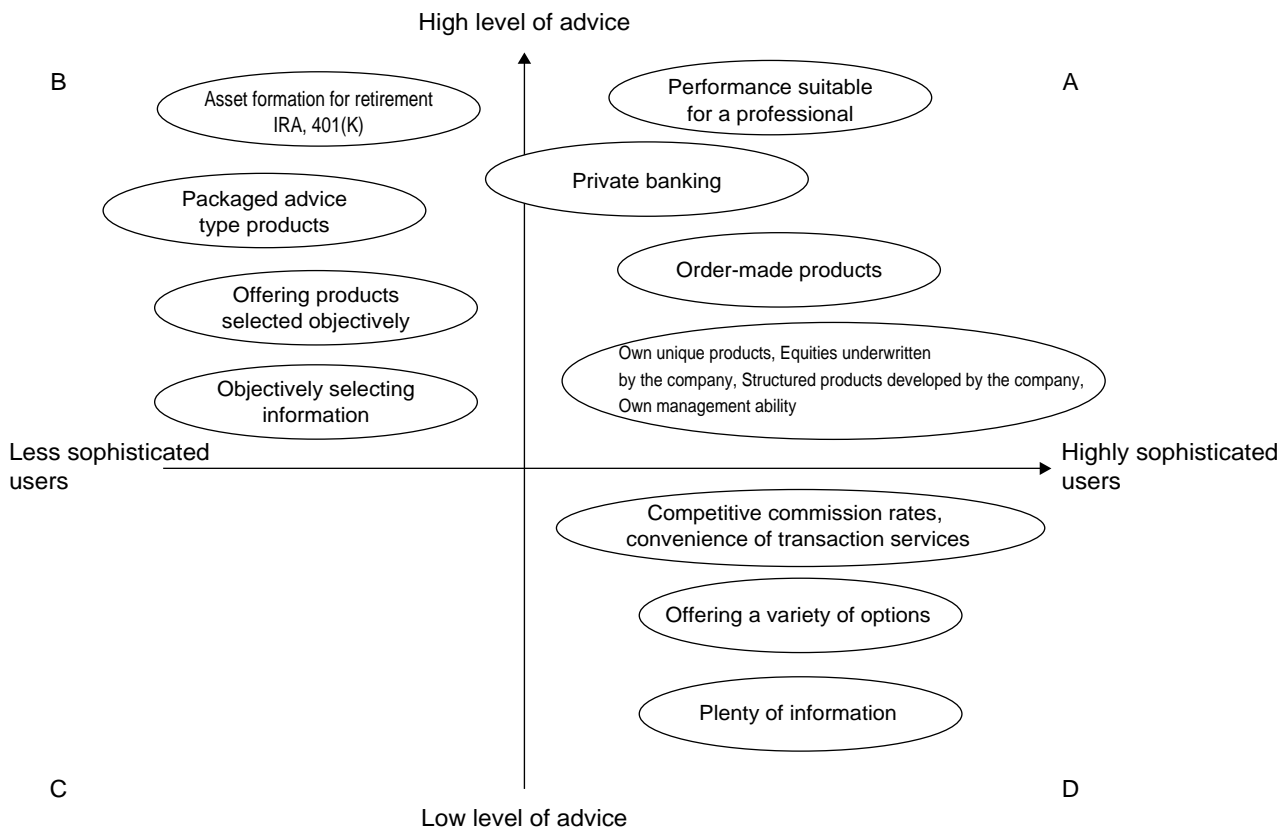 High level of advice
B
A
Asset formation for retirement
IRA, 401(K)
Performance suitable
for a professional
Private banking
Packaged advice
type products
Order-made products
Offering products
selected objectively
Own unique products, Equities underwritten
by the company, Structured products developed by the company,
Own management ability
Objectively selecting
information
Less sophisticated
users
Highly sophisticated
users
Competitive commission rates,
convenience of transaction services
Offering a variety of options
Plenty of information
C
D
Low level of advice